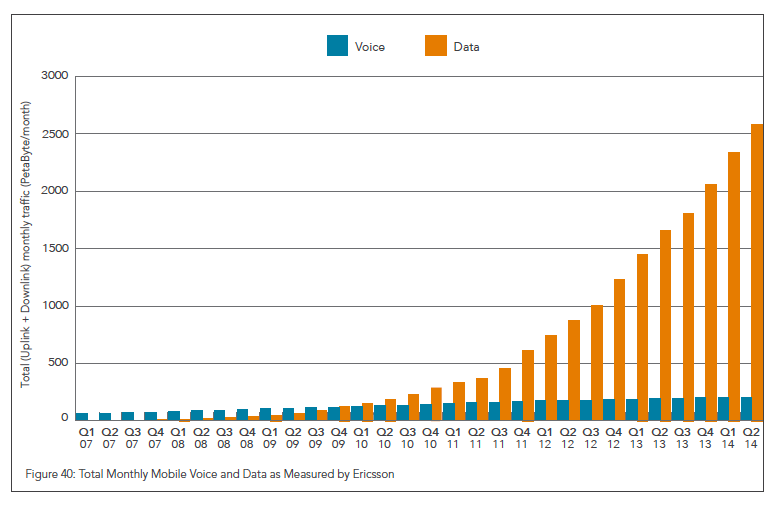 Voice Data
3000
2500
2000
1500
1000
500
0
Total (Uplink + Downlink) monthly traffic (PetaByte/month)
Q1 Q2 Q3 Q4 Q1 Q2 Q3 Q4 Q1 Q2 Q3 Q4 Q1 Q2 Q3 Q4 Q1 Q2 Q3 Q4 Q1 Q2 Q3 Q4 Q1 Q2 Q3 Q4 Q1 Q2
07 07 07 07 08 08 08 08 09 09 09 09 10 10 10 10 11 11 11 11 12 12 12 12 13 13 13 13 14 14
Figure 40: Total Monthly Mobile Voice and Data as Measured by Ericsson